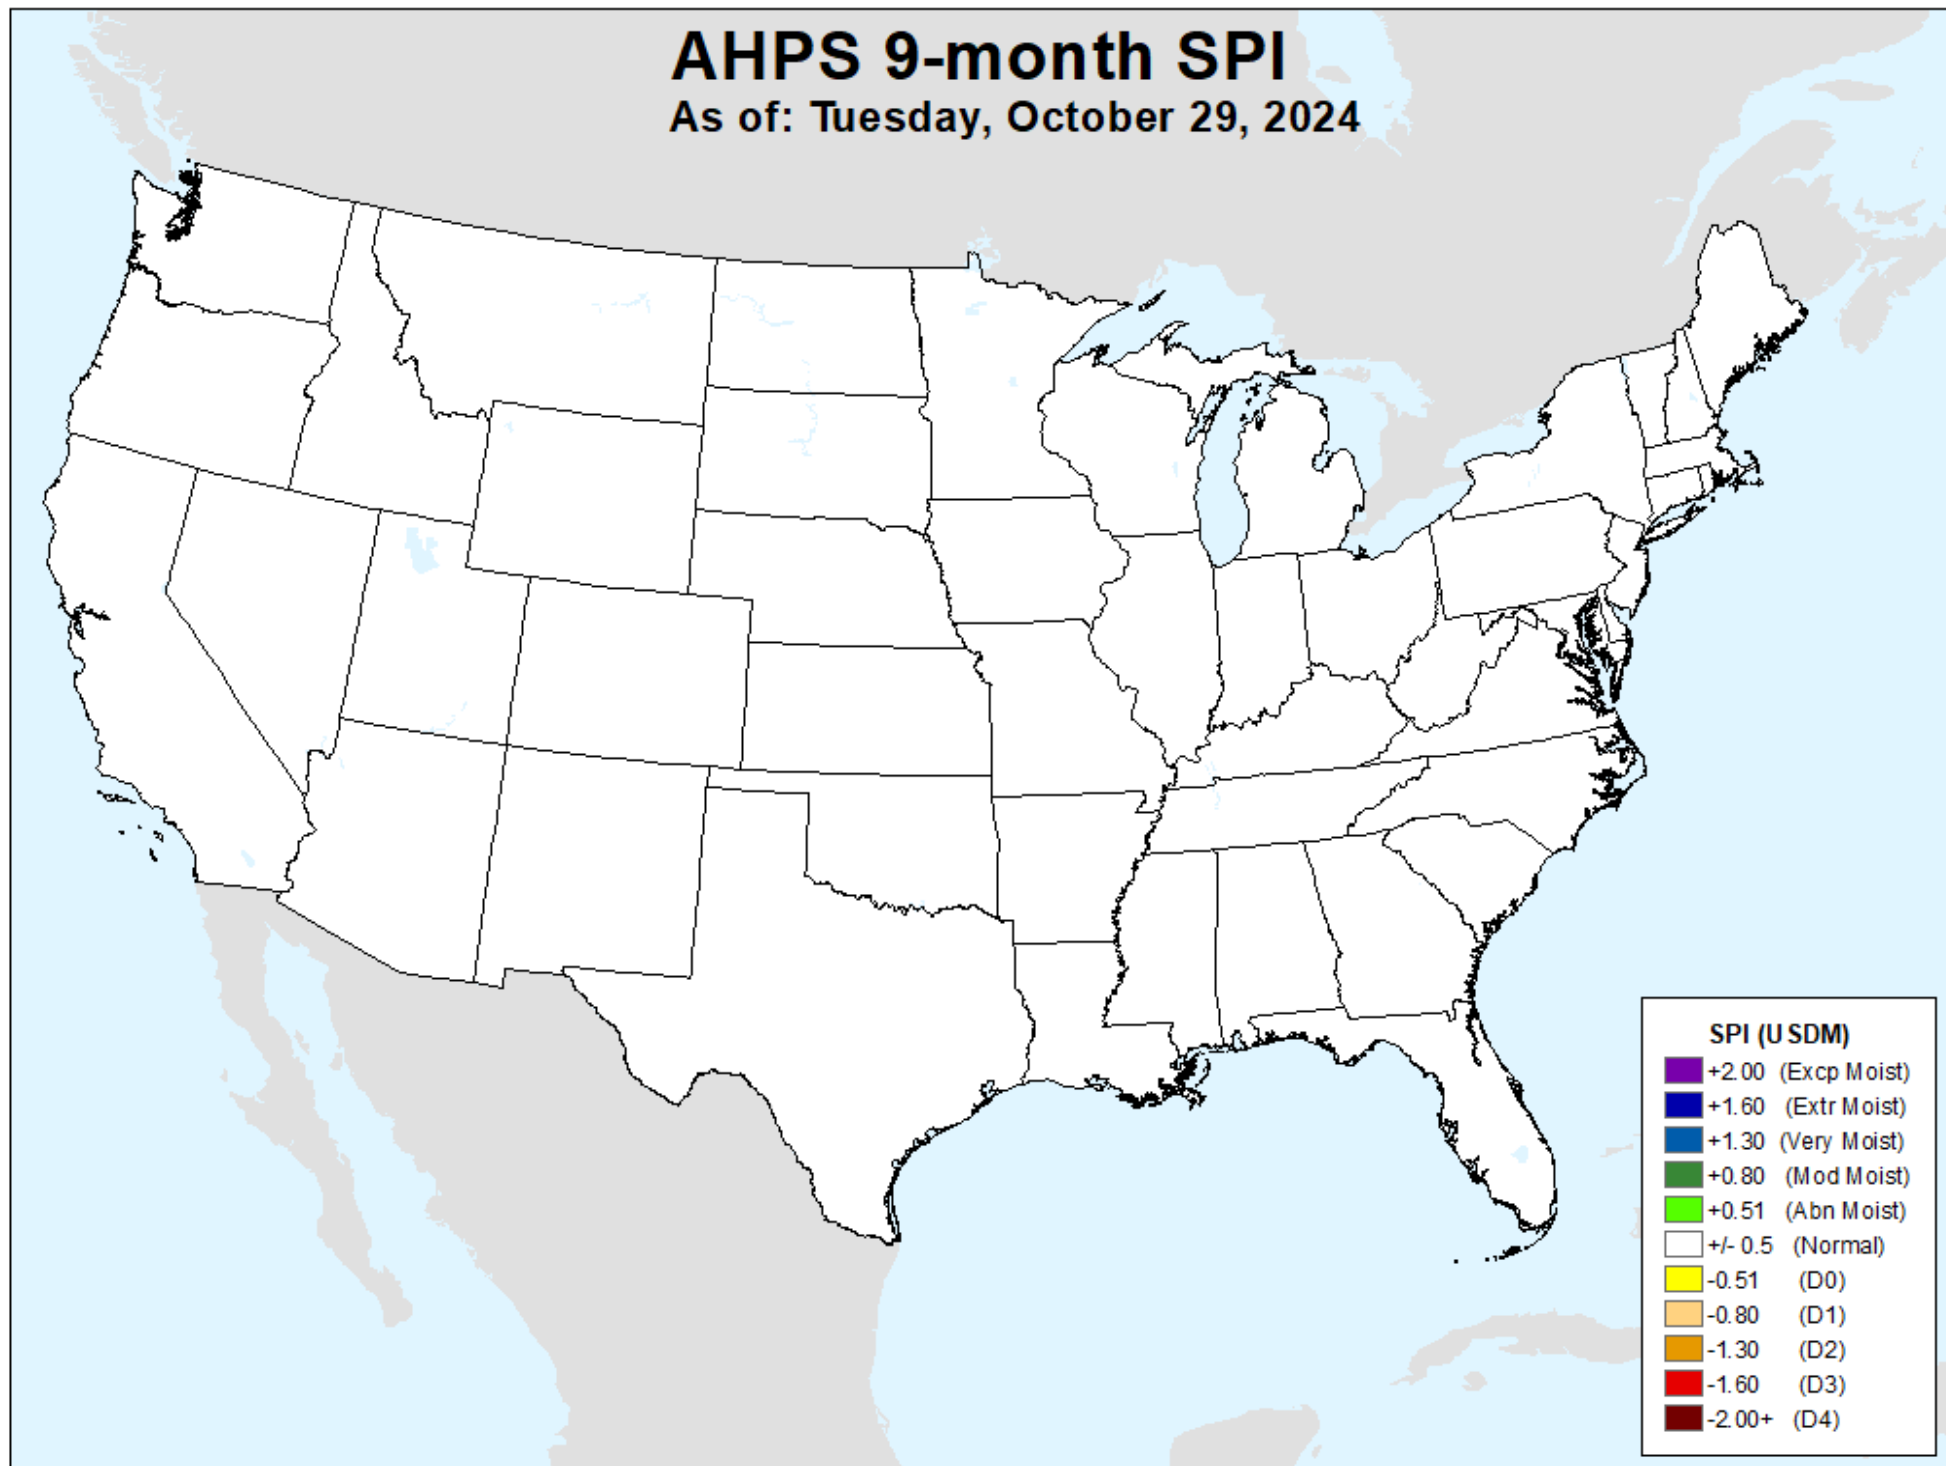 AHPS 9-month SPI
As of: Tuesday, October 29, 2024
SPI (USDM)
+2.00 (Excp Moist)
+1.60 (Extr Moist)
+1.30 (Very Moist)
+0.80 (Mod Moist)
+0.51 (Abn Moist)
+/- 0.5 (Normal)
-0.51 (D0)
-0.80 (D1)
-1.30 (D2)
-1.60 (D3)
-2.00+ (D4)